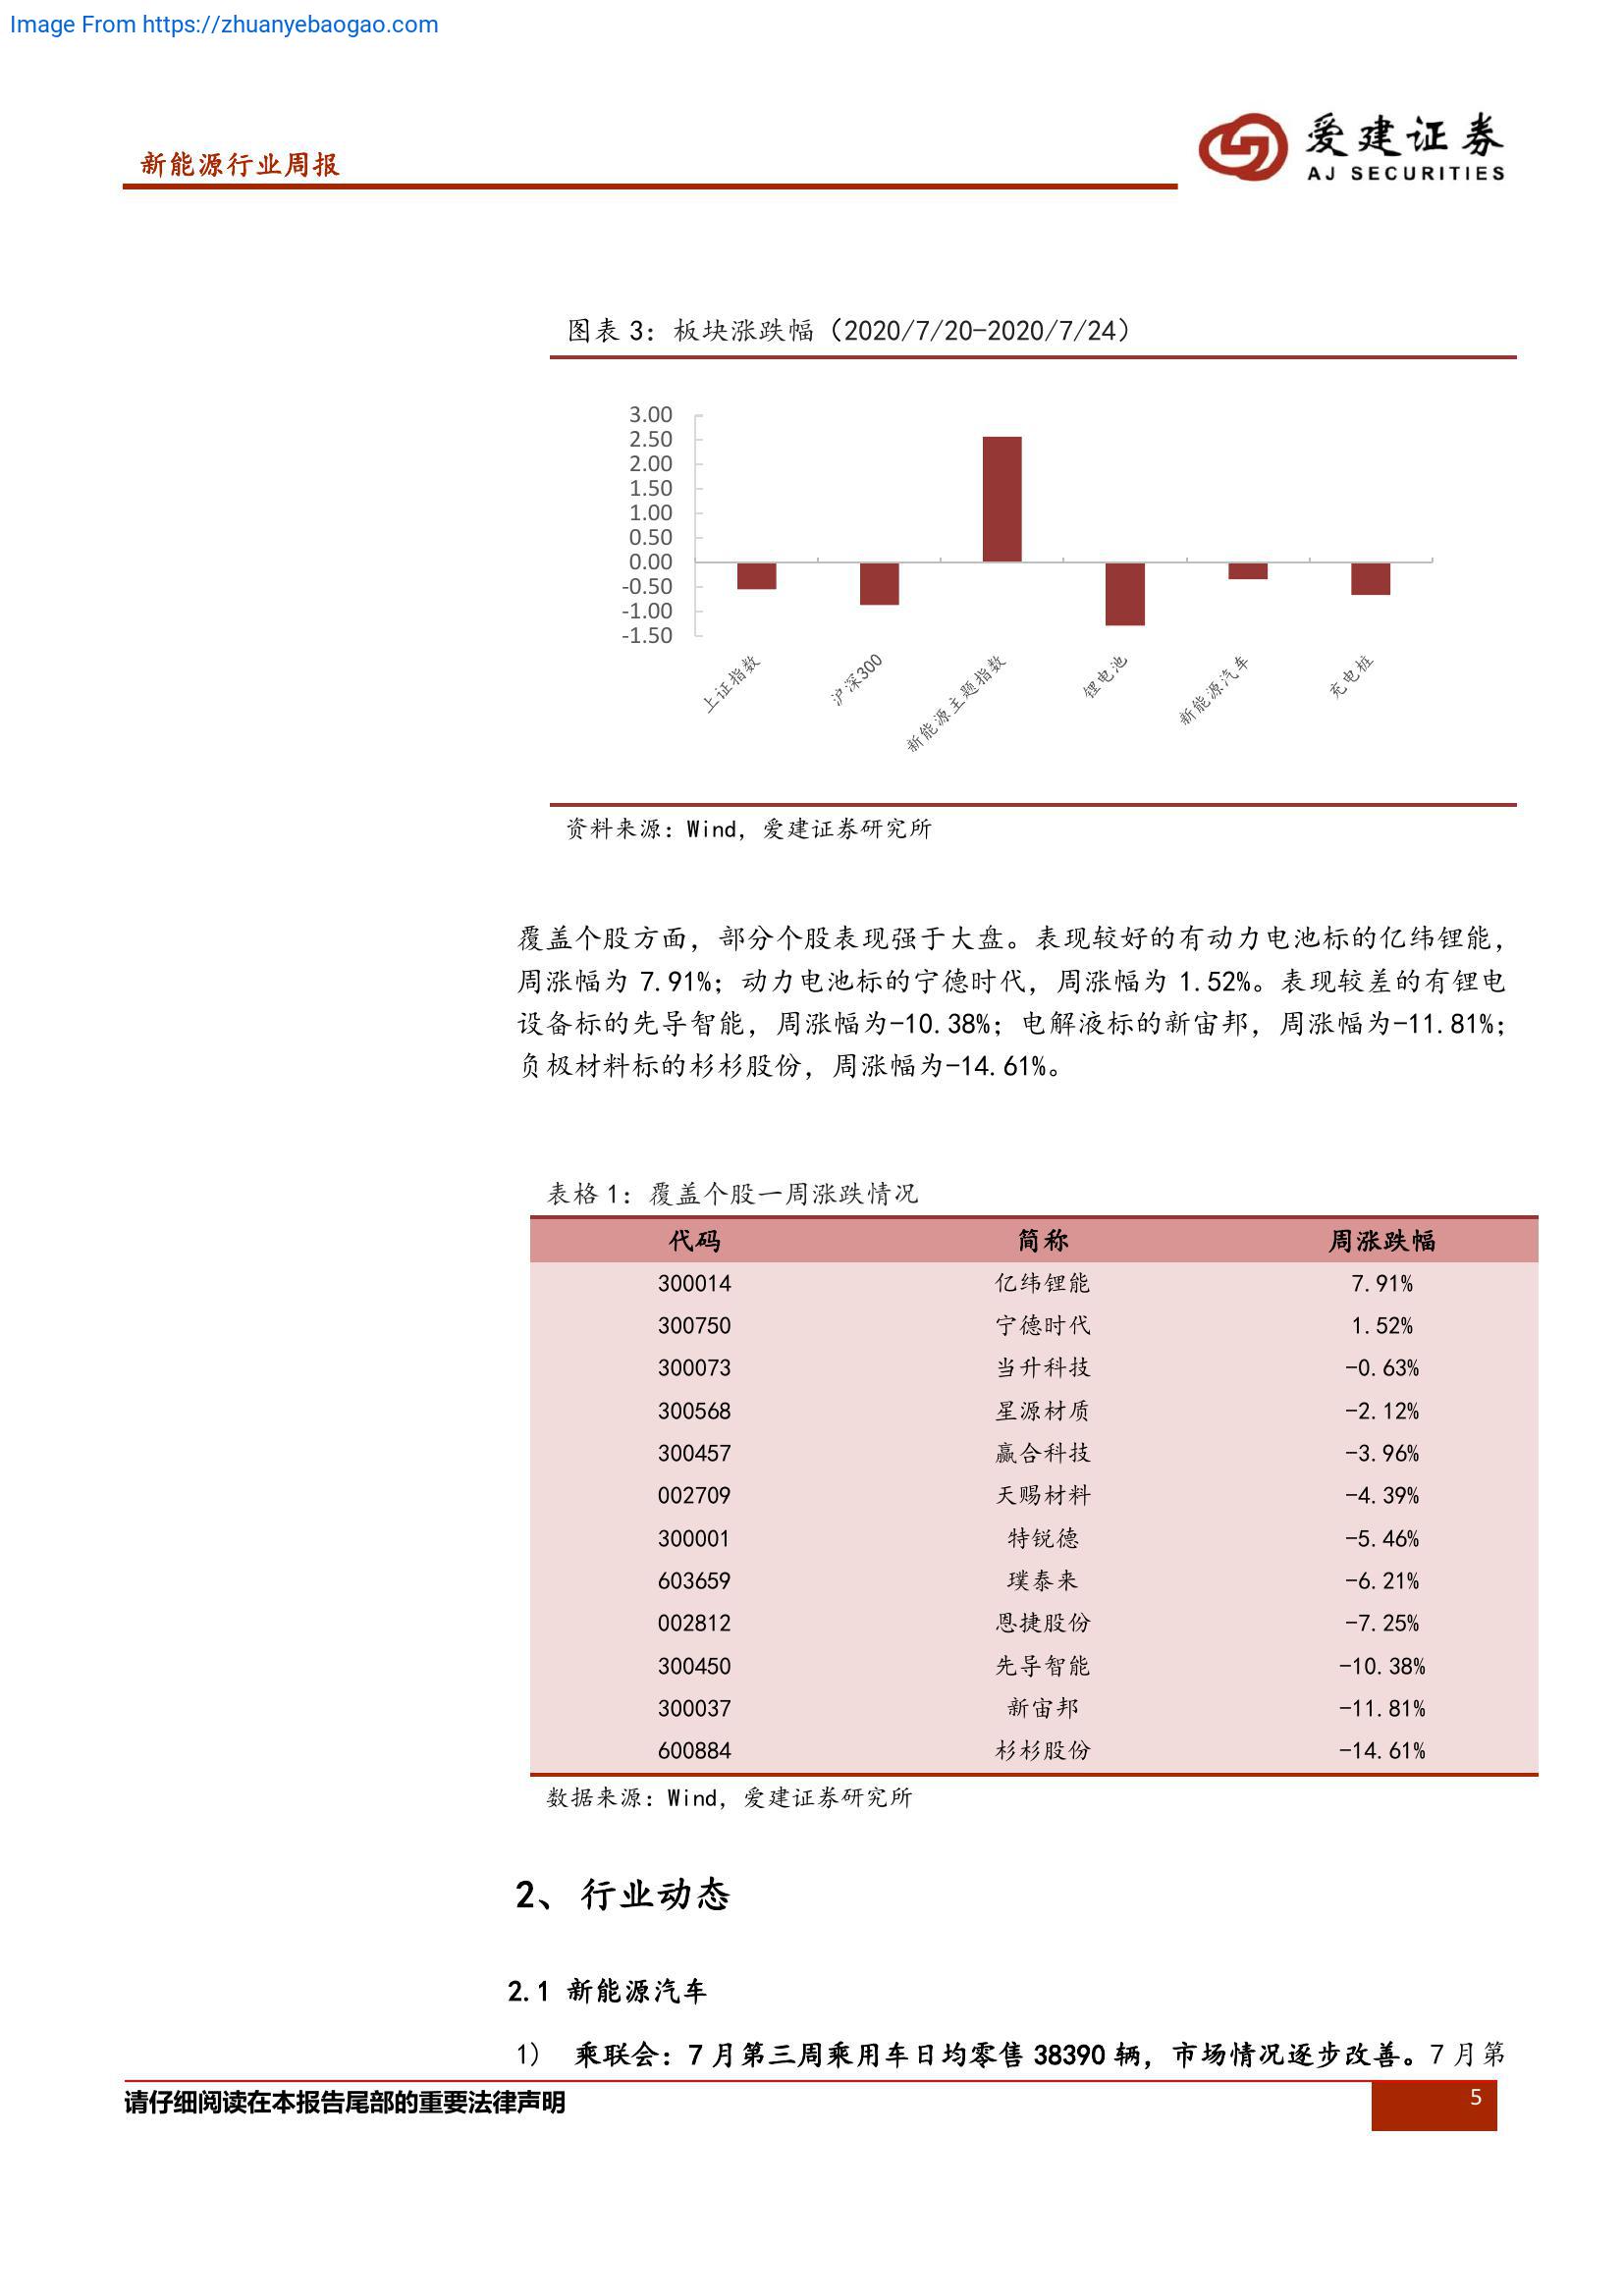 Image From https://zhuanyebaogao.com
新能源行业周报
爱建证券
AJ SECURITIES
图表 3：板块涨跌幅（2020/7/20-2020/7/24）
3.00
2.50
2.00
1.50
1.00
0.50
0.00
-0.50
-1.00
-1.50
上证指数
沪深300
新能源主题指数
锂电池
新能源汽车
充电桩
资料来源：Wind，爱建证券研究所
覆盖个股方面，部分个股表现强于大盘。表现较好的有动力电池标的亿纬锂能，
周涨幅为 7.91%；动力电池标的宁德时代，周涨幅为 1.52%。表现较差的有锂电
设备标的先导智能，周涨幅为-10.38%；电解液标的新宙邦，周涨幅为-11.81%；
负极材料标的杉杉股份，周涨幅为-14.61%。
表格 1：覆盖个股一周涨跌情况
代码 简称 周涨跌幅
300014 亿纬锂能 7.91%
300750 宁德时代 1.52%
300073 当升科技 -0.63%
300568 星源材质 -2.12%
300457 赢合科技 -3.96%
002709 天赐材料 -4.39%
300001 特锐德 -5.46%
603659 璞泰来 -6.21%
002812 恩捷股份 -7.25%
300450 先导智能 -10.38%
300037 新宙邦 -11.81%
600884 杉杉股份 -14.61%
数据来源：Wind，爱建证券研究所
2、 行业动态
2.1 新能源汽车
1） 乘联会：7 月第三周乘用车日均零售 38390 辆，市场情况逐步改善。7 月第
请仔细阅读在本报告尾部的重要法律声明
5